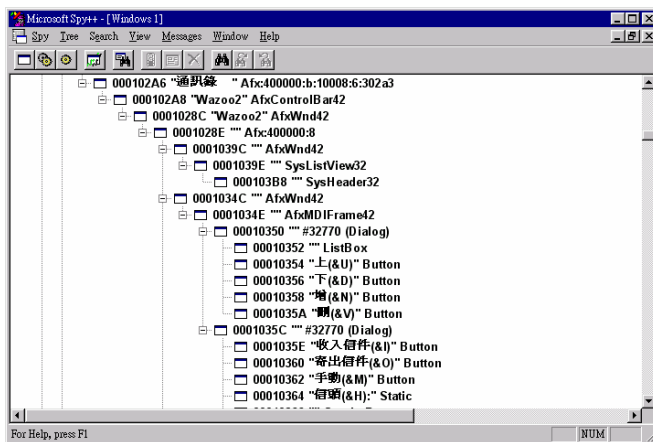 Microsoft Spy++ - [Windows 1]
Spy Tree Search View Messages Window Help
000102A6 "通訊錄 " Afx:400000:b:10008:6:302a3
000102A8 "Wazoo2" AfxControlBar42
0001028C "Wazoo2" AfxWnd42
0001028E "" Afx:400000:8
0001039C "" AfxWnd42
0001039E "" SysListView32
000103B8 "" SysHeader32
0001034C "" AfxWnd42
0001034E "" AfxMDIFrame42
00010350 "" #32770 (Dialog)
00010352 "" ListBox
00010354 "上(&U)" Button
00010356 "下(&D)" Button
00010358 "增(&N)" Button
0001035A "刪(&V)" Button
0001035C "" #32770 (Dialog)
0001035E "收入信件(&I)" Button
00010360 "寄出信件(&O)" Button
00010362 "手動(&M)" Button
00010364 "信頭(&H):" Static
For Help, press F1
NUM